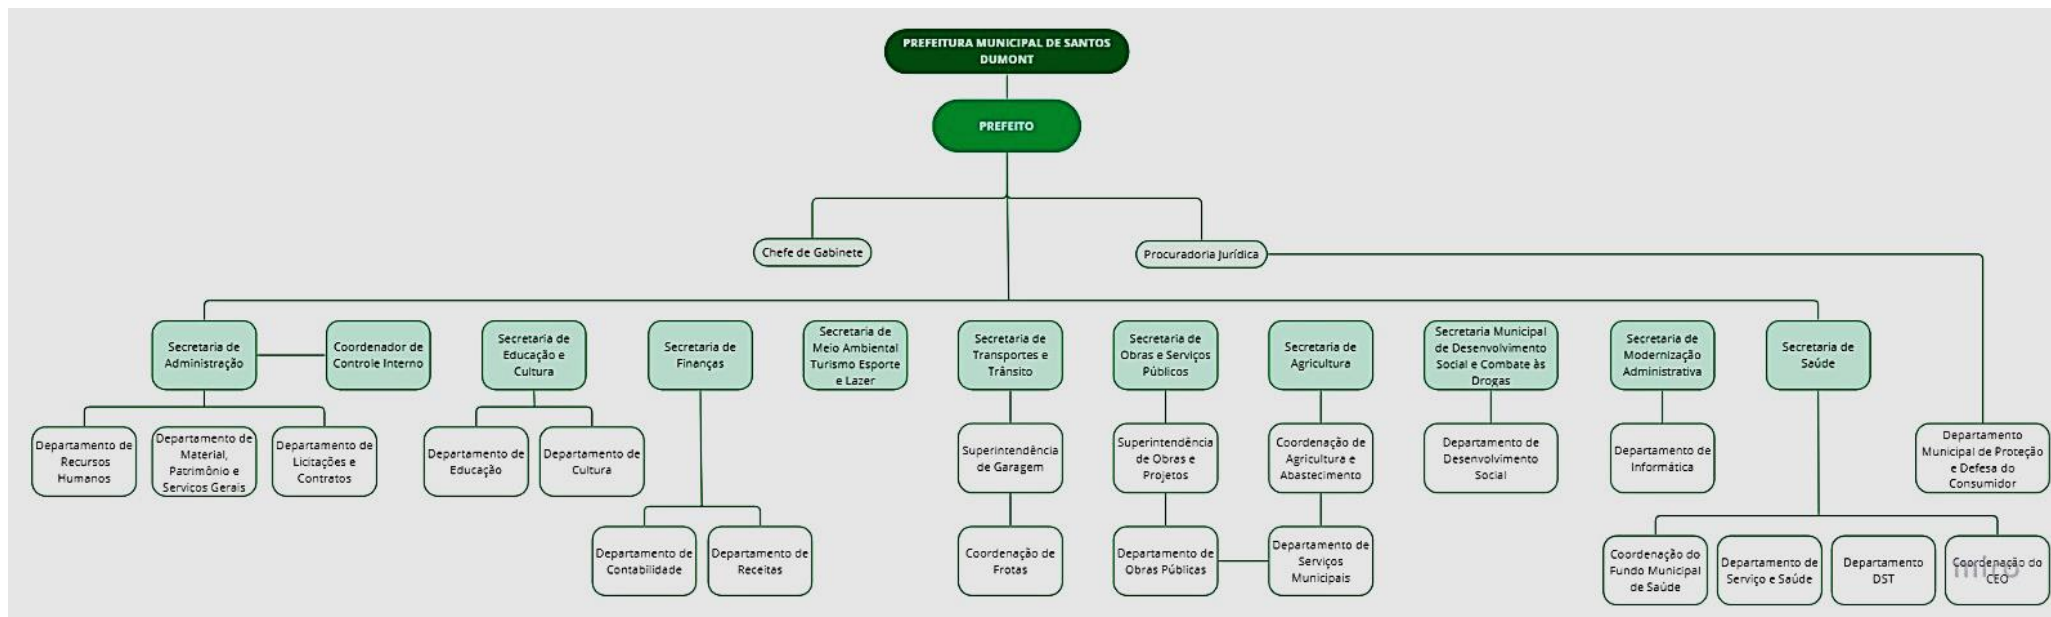 PREFEITURA MUNICIPAL DE SANTOS
DUMONT
PREFEITO
Chefe de Gabinete
Procuradoria Jurídica
Secretaria de
Administração
Coordenador de
Controle Interno
Secretaria de
Educação e
Cultura
Secretaria de
Finanças
Secretaria de
Meio Ambiental
Turismo Esporte
e Lazer
Secretaria de
Transportes e
Trânsito
Secretaria de
Obras e Serviços
Públicos
Secretaria de
Agricultura
Secretaria Municipal
de Desenvolvimento
Social e Combate às
Drogas
Secretaria de
Modernização
Administrativa
Secretaria de
Saúde
Departamento de
Recursos
Humanos
Departamento de
Material,
Patrimônio e
Serviços Gerais
Departamento de
Licitações e
Contratos
Departamento de
Educação
Departamento de
Cultura
Superintendência
de Garagem
Superintendência
de Obras e
Projetos
Coordenação de
Agricultura e
Abastecimento
Departamento de
Desenvolvimento
Social
Departamento de
Informática
Departamento
Municipal de Proteção
e Defesa do
Consumidor
Departamento de
Contabilidade
Departamento de
Receitas
Coordenação de
Frotas
Departamento de
Obras Públicas
Departamento de
Serviços
Municipais
Coordenação do
Fundo Municipal
de Saúde
Departamento de
Serviço e Saúde
Departamento
DST
Coordenação do
CEO
miro